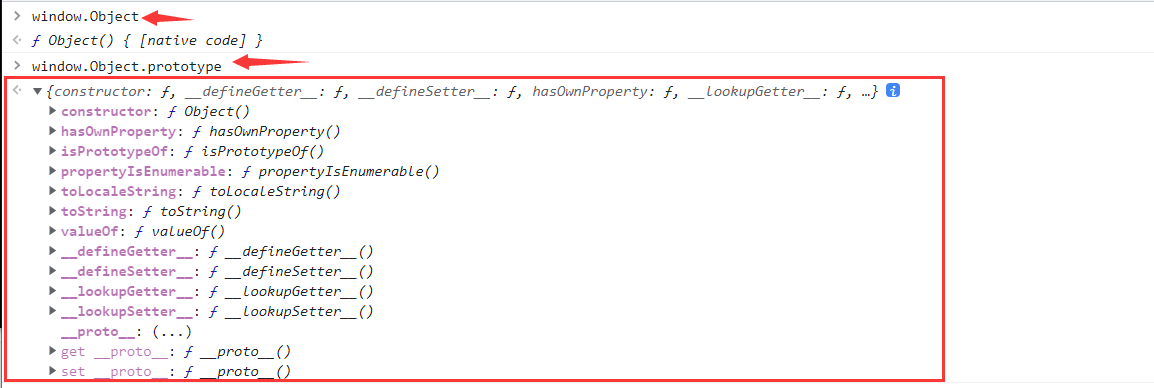 window.Object
ƒ Object() { [native code] }
window.Object.prototype
{constructor: ƒ, __defineGetter__: ƒ, __defineSetter__: ƒ, hasOwnProperty: ƒ, __lookupGetter__: ƒ, …} i
constructor: ƒ Object()
hasOwnProperty: ƒ hasOwnProperty()
isPrototypeOf: ƒ isPrototypeOf()
propertyIsEnumerable: ƒ propertyIsEnumerable()
toLocaleString: ƒ toLocaleString()
toString: ƒ toString()
valueOf: ƒ valueOf()
__defineGetter__: ƒ __defineGetter__()
__defineSetter__: ƒ __defineSetter__()
__lookupGetter__: ƒ __lookupGetter__()
__lookupSetter__: ƒ __lookupSetter__()
__proto__: (...)
get __proto__: ƒ __proto__()
set __proto__: ƒ __proto__()